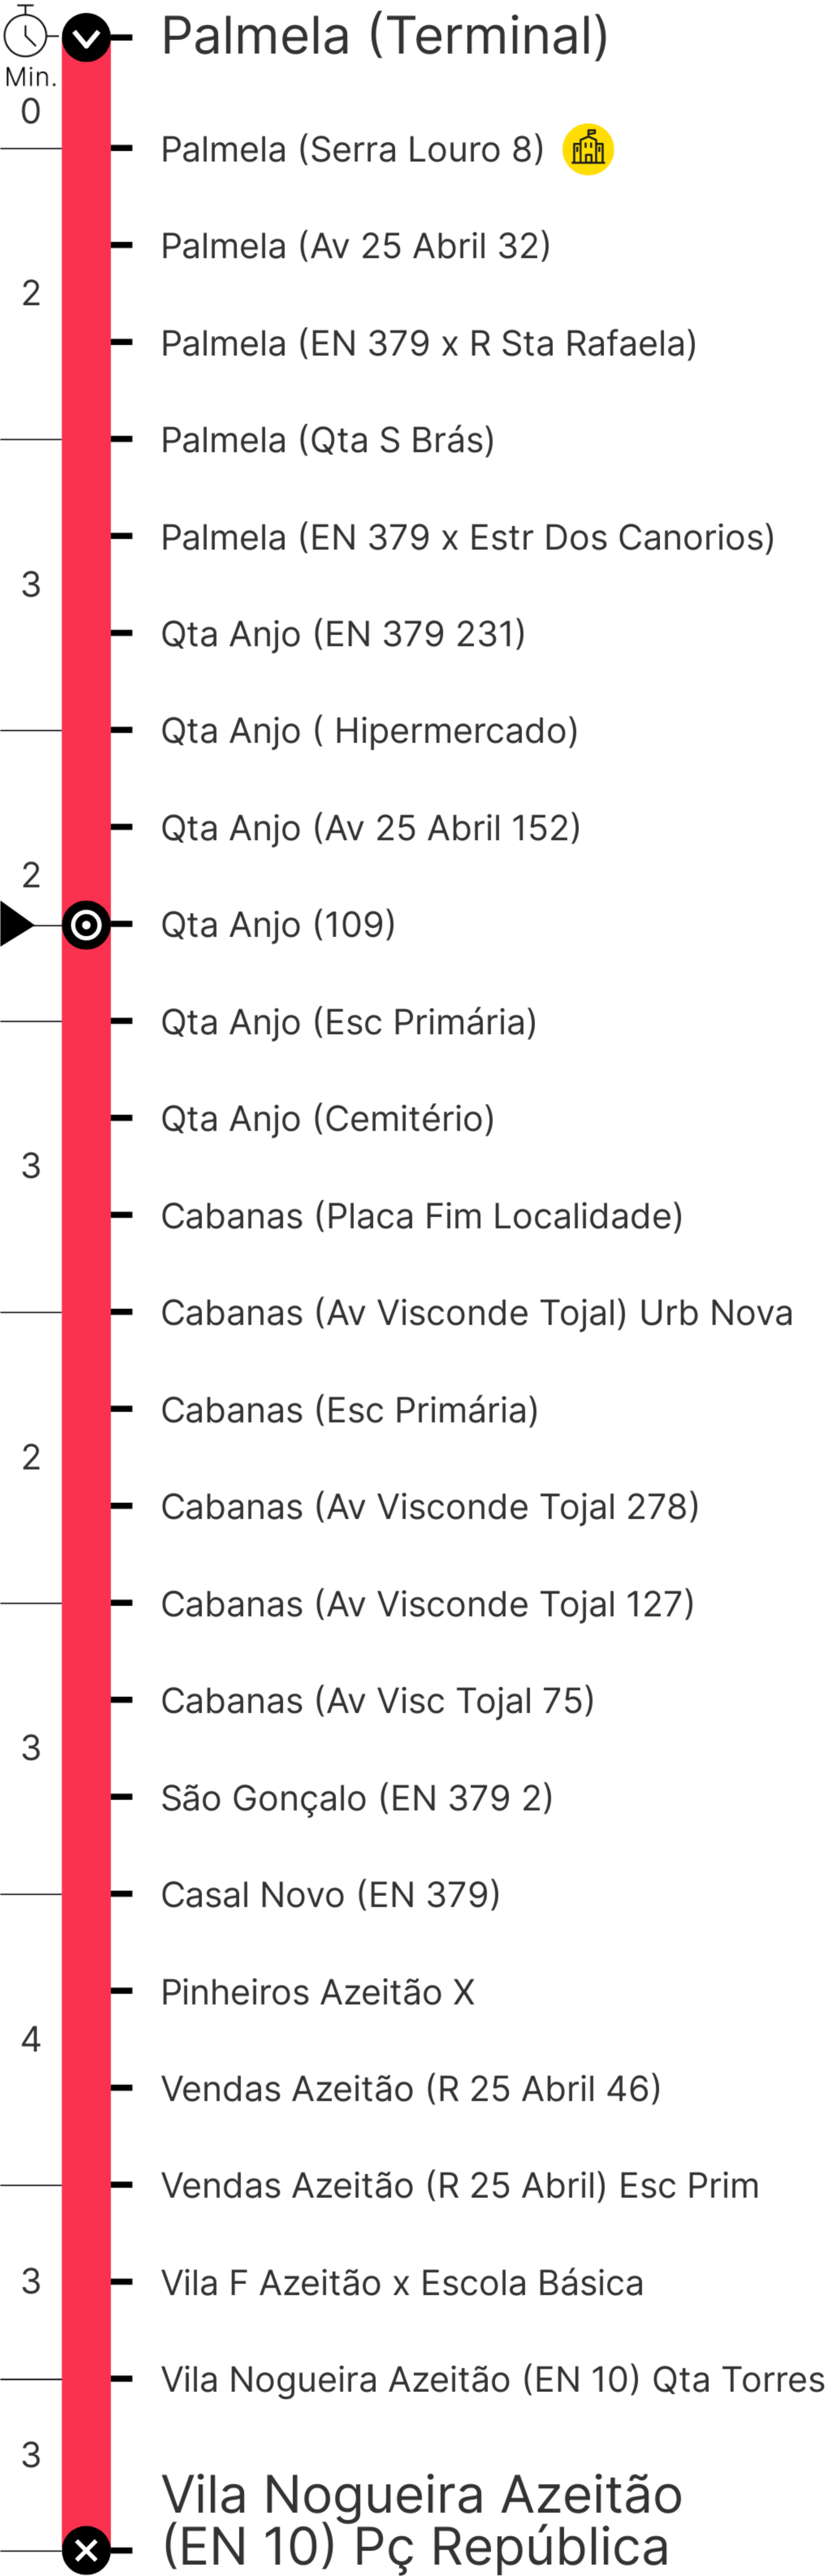 Palmela (Terminal)
Min.
0
Palmela (Serra Louro 8)
Palmela (Av 25 Abril 32)
2
Palmela (EN 379 x R Sta Rafaela)
Palmela (Qta S Brás)
Palmela (EN 379 x Estr Dos Canorios)
3
Qta Anjo (EN 379 231)
Qta Anjo ( Hipermercado)
Qta Anjo (Av 25 Abril 152)
2
Qta Anjo (109)
Qta Anjo (Esc Primária)
Qta Anjo (Cemitério)
3
Cabanas (Placa Fim Localidade)
Cabanas (Av Visconde Tojal) Urb Nova
Cabanas (Esc Primária)
2
Cabanas (Av Visconde Tojal 278)
Cabanas (Av Visconde Tojal 127)
Cabanas (Av Visc Tojal 75)
3
São Gonçalo (EN 379 2)
Casal Novo (EN 379)
Pinheiros Azeitão X
4
Vendas Azeitão (R 25 Abril 46)
Vendas Azeitão (R 25 Abril) Esc Prim
3
Vila F Azeitão x Escola Básica
Vila Nogueira Azeitão (EN 10) Qta Torres
3
Vila Nogueira Azeitão
(EN 10) Pç República